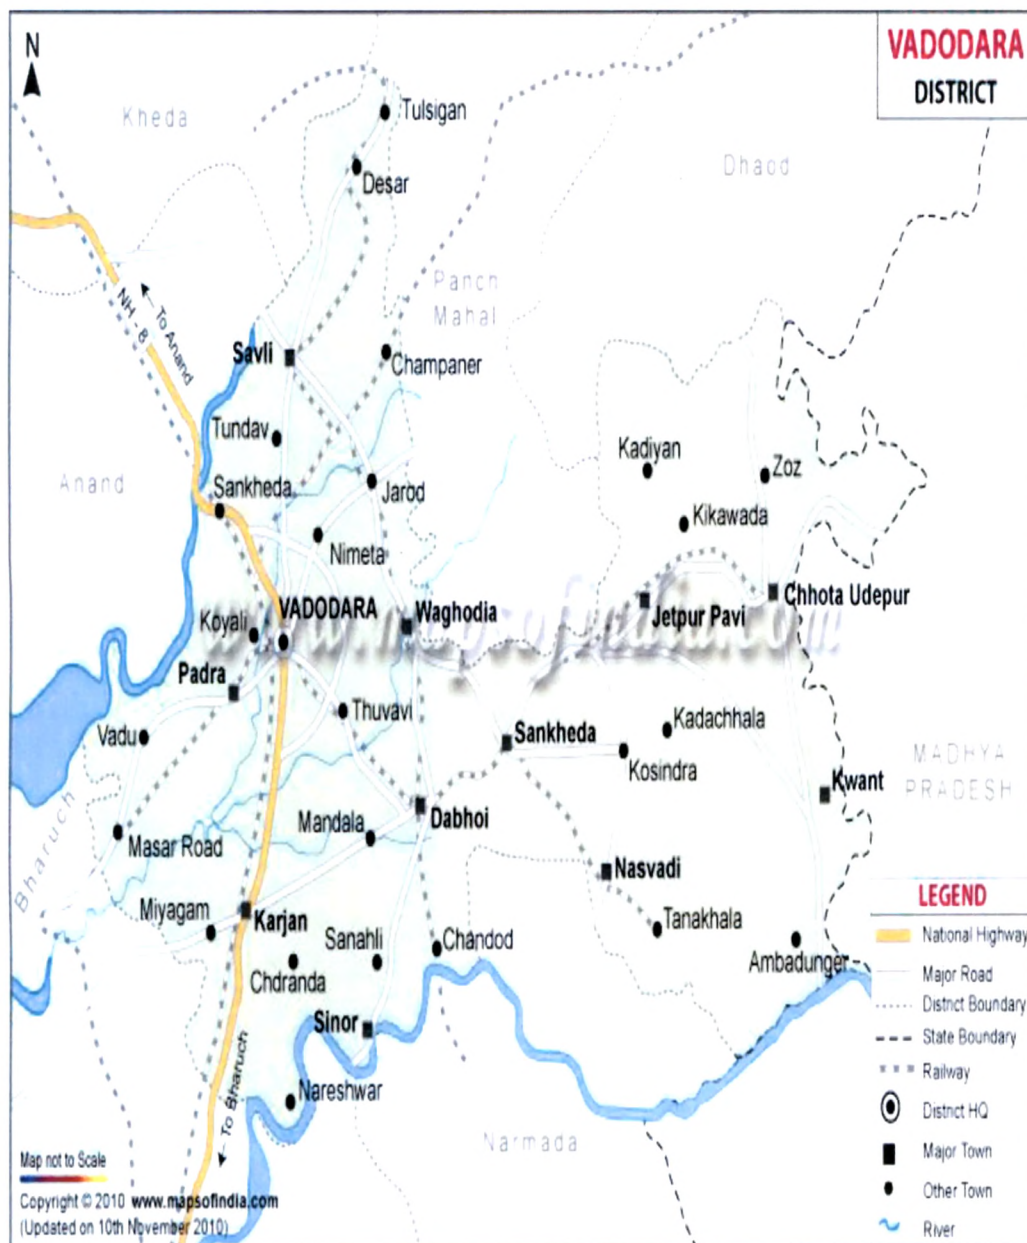 VADODARA
DISTRICT
N
Kheda
Tulsigan
Dhaod
Desar
Panch
Mahal
NH - 8
To Anand
Savli
Champaner
Tundav
Kadiyan
Zoz
Anand
Sankheda
Jarod
Kikawada
Nimeta
Chhota Udepur
Jetpur Pavi
VADODARA
Waghodia
Koyali
www.mapsofindia.com
Padra
Thuvavi
Kadachhala
Sankheda
Vadu
Kosindra
MADHYA
PRADESH
Kwant
Dabhoi
Mandala
Masar Road
Bharuch
Nasvadi
Miyagam
Karjan
Sanahli
Chandod
Tanakhala
Chdranda
Ambadunger
Sinor
Nareshwar
To Bharuch
Narmada
LEGEND
National Highway
Major Road
District Boundary
State Boundary
Railway
District HQ
Major Town
Other Town
River
Map not to Scale
Copyright © 2010 www.mapsofindia.com
(Updated on 10th November 2010)